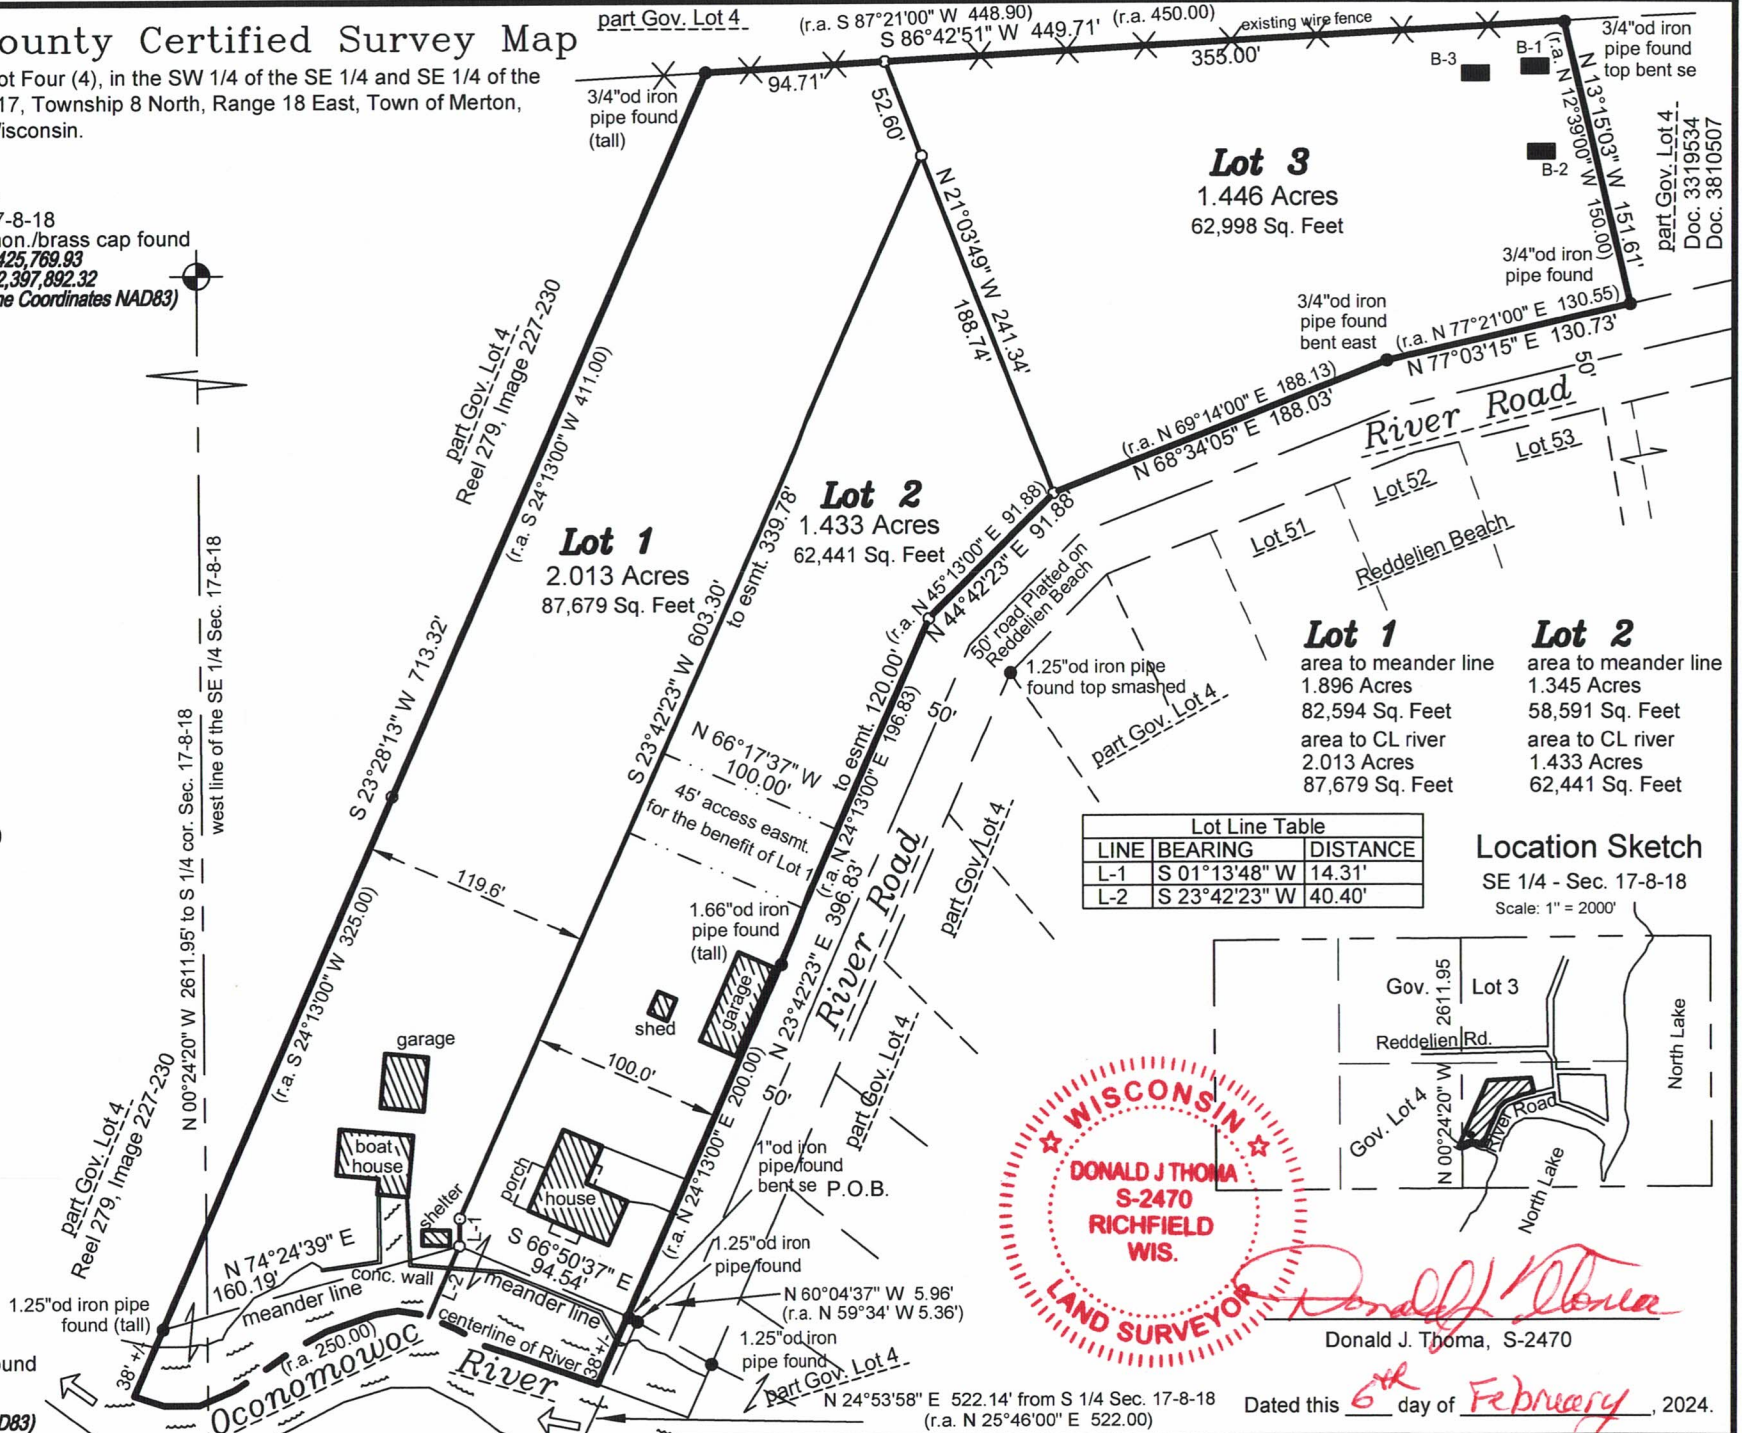 ounty Certified Survey Map
ot Four (4), in the SW 1/4 of the SE 1/4 and SE 1/4 of the
17, Township 8 North, Range 18 East, Town of Merton,
isconsin.
part Gov. Lot 4
(r.a. S 87°21'00" W 448.90)
(r.a. 450.00)
S 86°42'51" W 449.71'
existing wire fence
94.71'
355.00'
3/4"od iron
pipe found
(tall)
52.60'
3/4"od iron
pipe found
top bent se
B-3
B-1
B-2
N 13°15'03" W 151.61'
(r.a. N 12°39'00" W 150.00)
part Gov. Lot 4
Doc. 3319534
Doc. 3810507
Lot 3
1.446 Acres
62,998 Sq. Feet
7-8-18
on./brass cap found
425,769.93
2,397,892.32
ne Coordinates NAD83)
N 21°03'49" W 241.34'
188.74'
3/4"od iron
pipe found
3/4"od iron
pipe found
bent east
(r.a. N 77°21'00" E 130.55)
N 77°03'15" E 130.73'
50'
(r.a. N 69°14'00" E 188.13)
N 68°34'05" E 188.03'
River Road
Lot 53
Lot 52
Lot 51
Reddelien Beach
part Gov. Lot 4
Reel 279, Image 227-230
(r.a. S 24°13'00" W 411.00)
S 23°28'13" W 713.32'
Lot 1
2.013 Acres
87,679 Sq. Feet
Lot 2
1.433 Acres
62,441 Sq. Feet
to esmt. 339.78'
S 23°42'23" W 603.30'
(r.a. N 45°13'00" E 91.88)
N 44°42'23" E 91.88'
50' road Platted on
Reddelien Beach
1.25"od iron pipe
found top smashed
part Gov. Lot 4
N 00°24'20" W 2611.95' to S 1/4 cor. Sec. 17-8-18
west line of the SE 1/4 Sec. 17-8-18
N 66°17'37" W
100.00'
45' access easmt.
for the benefit of Lot 1
to esmt. 120.00'
(r.a. N 24°13'00" E 196.83)
N 23°42'23" E 396.83'
50'
River Road
part Gov. Lot 4
Lot 1
area to meander line
1.896 Acres
82,594 Sq. Feet
area to CL river
2.013 Acres
87,679 Sq. Feet
Lot 2
area to meander line
1.345 Acres
58,591 Sq. Feet
area to CL river
1.433 Acres
62,441 Sq. Feet
Lot Line Table
LINE BEARING DISTANCE
L-1 S 01°13'48" W 14.31'
L-2 S 23°42'23" W 40.40'
Location Sketch
SE 1/4 - Sec. 17-8-18
Scale: 1" = 2000'
Gov. Lot 3
2611.95
Reddelien Rd.
N 00°24'20" W
Gov. Lot 4
River Road
North Lake
North Lake
119.6'
(r.a. S 24°13'00" W 325.00)
1.66"od iron
pipe found
(tall)
garage
shed
garage
100.0'
(r.a. N 24°13'00" E 200.00)
50'
part Gov. Lot 4
part Gov. Lot 4
Reel 279, Image 227-230
boat
house
shelter
porch
house
L-1
L-2
N 74°24'39" E
160.19'
meander line
conc. wall
S 66°50'37" E
94.54'
meander line
centerline of River
1"od iron
pipe found
bent se P.O.B.
1.25"od iron
pipe found
N 60°04'37" W 5.96'
(r.a. N 59°34' W 5.36')
1.25"od iron
pipe found
part Gov. Lot 4
1.25"od iron pipe
found (tall)
38' +/-
38'+/-
(r.a. 250.00)
Oconomowoc
River
ound
D83)
N 24°53'58" E 522.14' from S 1/4 Sec. 17-8-18
(r.a. N 25°46'00" E 522.00)
WISCONSIN
DONALD J THOMA
S-2470
RICHFIELD
WIS.
LAND SURVEYOR
Donald J. Thoma
Donald J. Thoma, S-2470
Dated this 6th day of February, 2024.